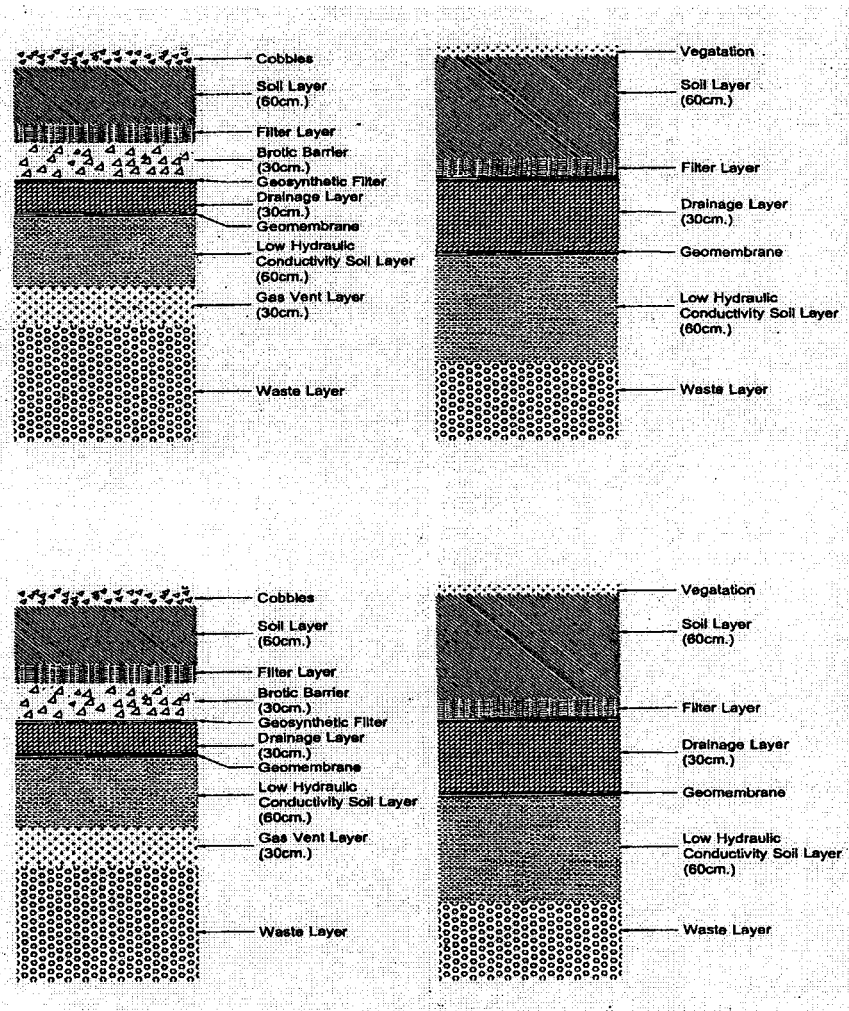 Cobbles
Soil Layer
(60cm.)
Filter Layer
Brotic Barrier
(30cm.)
Geosynthetic Filter
Drainage Layer
(30cm.)
Geomembrane
Low Hydraulic
Conductivity Soil Layer
(60cm.)
Gas Vent Layer
(30cm.)
Waste Layer
Vegatation
Soil Layer
(60cm.)
Filter Layer
Drainage Layer
(30cm.)
Geomembrane
Low Hydraulic
Conductivity Soil Layer
(60cm.)
Waste Layer
Cobbles
Soil Layer
(60cm.)
Filter Layer
Brotic Barrier
(30cm.)
Geosynthetic Filter
Drainage Layer
(30cm.)
Geomembrane
Low Hydraulic
Conductivity Soil Layer
(60cm.)
Gas Vent Layer
(30cm.)
Waste Layer
Vegatation
Soil Layer
(60cm.)
Filter Layer
Drainage Layer
(30cm.)
Geomembrane
Low Hydraulic
Conductivity Soil Layer
(60cm.)
Waste Layer